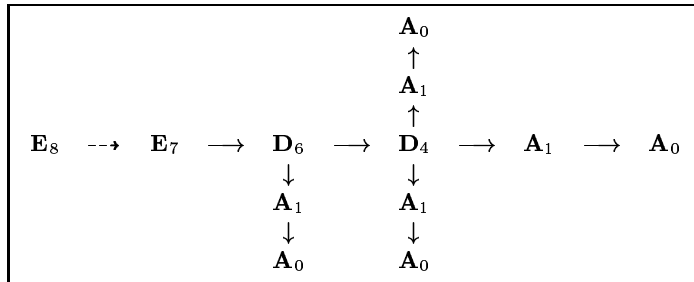 A₀
↑
A₁
↑
E₈ ⇢ E₇ ⟶ D₆ ⟶ D₄ ⟶ A₁ ⟶ A₀
↓ ↓
A₁ A₁
↓ ↓
A₀ A₀